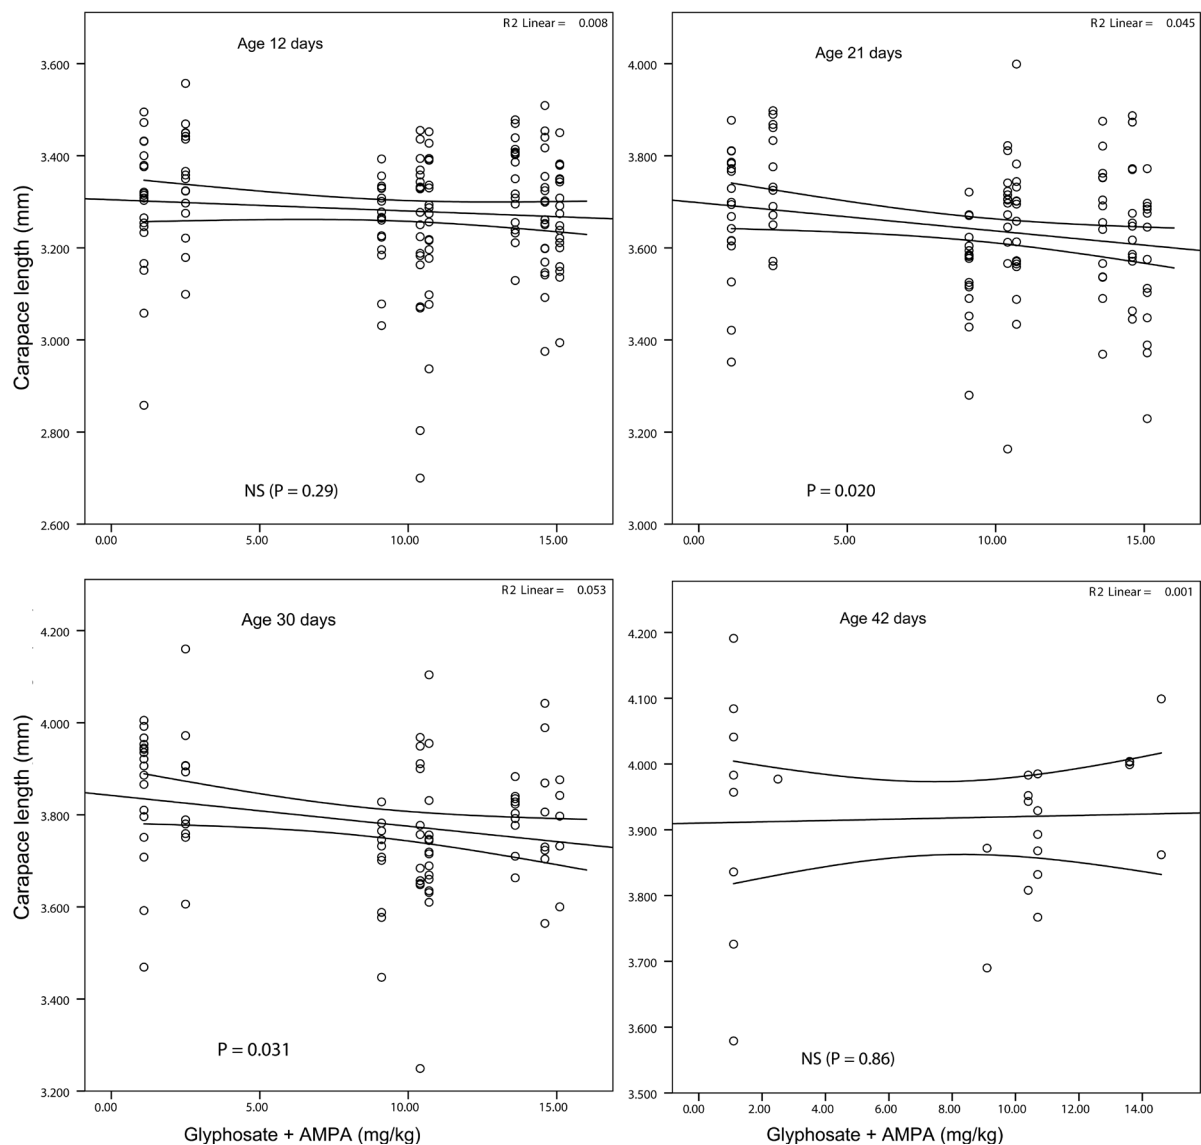 R2 Linear = 0.008
Age 12 days
3.600
3.400
3.200
3.000
2.800
2.600
Carapace length (mm)
NS (P = 0.29)
0.00 5.00 10.00 15.00
R2 Linear = 0.045
Age 21 days
4.000
3.800
3.600
3.400
3.200
3.000
P = 0.020
0.00 5.00 10.00 15.00
R2 Linear = 0.053
Age 30 days
4.200
4.000
3.800
3.600
3.400
3.200
Carapace length (mm)
P = 0.031
0.00 5.00 10.00 15.00
Glyphosate + AMPA (mg/kg)
R2 Linear = 0.001
Age 42 days
4.200
4.100
4.000
3.900
3.800
3.700
3.600
3.500
NS (P = 0.86)
0.00 2.00 4.00 6.00 8.00 10.00 12.00 14.00
Glyphosate + AMPA (mg/kg)